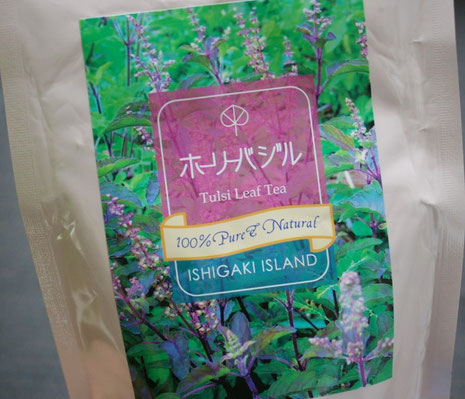 ホーリーバジル
Tulsi Leaf Tea
100% Pure & Natural
ISHIGAKI ISLAND